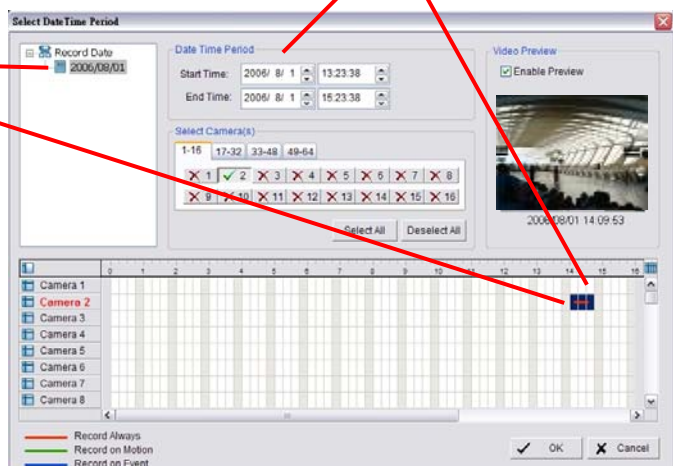 Select DateTime Period
Record Date
2006/08/01
Date Time Period
Start Time: 2006/ 8/ 1 13:23:38
End Time: 2006/ 8/ 1 15:23:38
Select Camera(s)
1-16 17-32 33-48 49-64
1 2 3 4 5 6 7 8
9 10 11 12 13 14 15 16
Select All Deselect All
Video Preview
Enable Preview
2006/08/01 14:09:53
0 1 2 3 4 5 6 7 8 9 10 11 12 13 14 15 16
Camera 1
Camera 2
Camera 3
Camera 4
Camera 5
Camera 6
Camera 7
Camera 8
Record Always
Record on Motion
Record on Event
OK Cancel